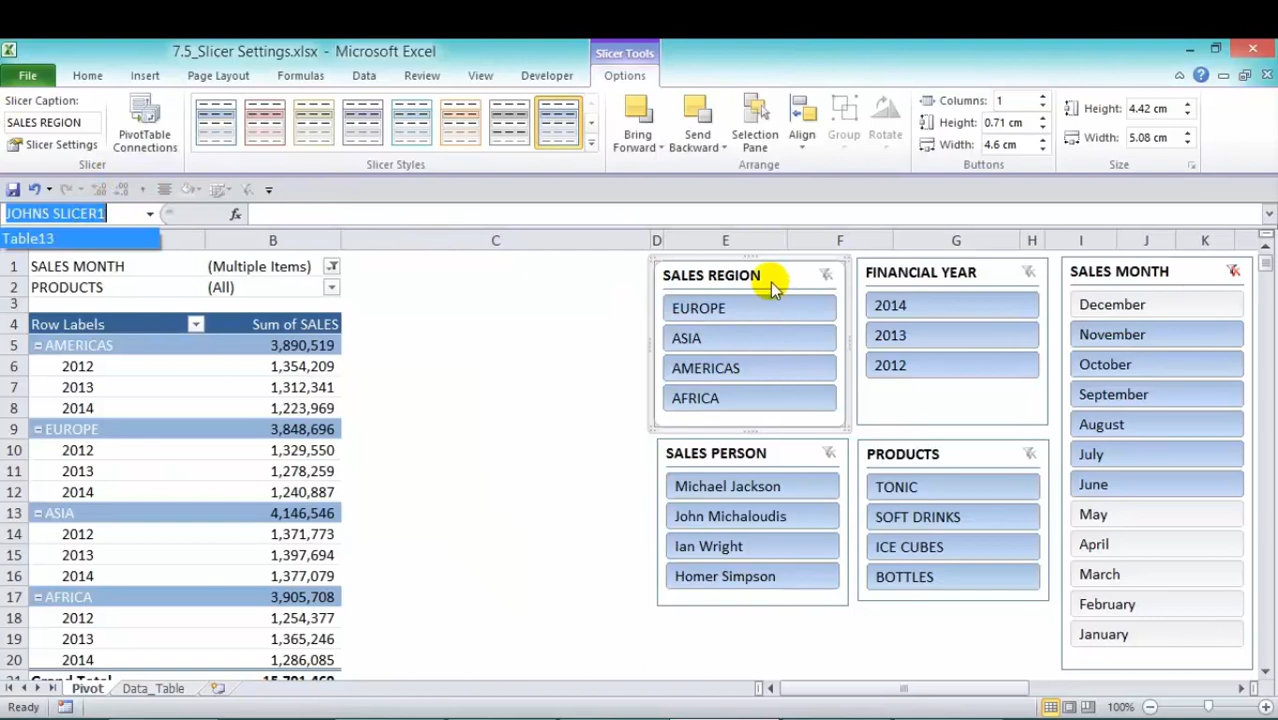 7.5_Slicer Settings.xlsx - Microsoft Excel
Slicer Tools
File Home Insert Page Layout Formulas Data Review View Developer Options
Slicer Caption:
SALES REGION
Slicer Settings
Slicer
PivotTable
Connections
Slicer Styles
Bring
Forward
Send
Backward
Selection
Pane
Align
Group
Rotate
Arrange
Columns: 1
Height: 0.71 cm
Width: 4.6 cm
Buttons
Height: 4.42 cm
Width: 5.08 cm
Size
JOHNS SLICER1
fx
Table13
B C D E F G H I J K
1 SALES MONTH (Multiple Items)
2 PRODUCTS (All)
3
4 Row Labels Sum of SALES
5 AMERICAS 3,890,519
6 2012 1,354,209
7 2013 1,312,341
8 2014 1,223,969
9 EUROPE 3,848,696
10 2012 1,329,550
11 2013 1,278,259
12 2014 1,240,887
13 ASIA 4,146,546
14 2012 1,371,773
15 2013 1,397,694
16 2014 1,377,079
17 AFRICA 3,905,708
18 2012 1,254,377
19 2013 1,365,246
20 2014 1,286,085
Grand Total
SALES REGION
EUROPE
ASIA
AMERICAS
AFRICA
FINANCIAL YEAR
2014
2013
2012
SALES MONTH
December
November
October
September
August
July
June
May
April
March
February
January
SALES PERSON
Michael Jackson
John Michaloudis
Ian Wright
Homer Simpson
PRODUCTS
TONIC
SOFT DRINKS
ICE CUBES
BOTTLES
Pivot Data_Table
Ready
100%